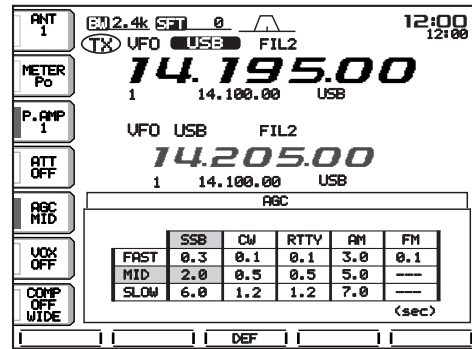 ANT 1
BW 2.4k SFT 0
12:00
12:00
TX VFO USB FIL2
METER Po
14.195.00
1 14.100.00 USB
P.AMP 1
VFO USB FIL2
ATT OFF
14.205.00
1 14.100.00 USB
AGC MID
AGC
SSB CW RTTY AM FM
VOX OFF
FAST 0.3 0.1 0.1 3.0 0.1
MID 2.0 0.5 0.5 5.0 ---
SLOW 6.0 1.2 1.2 7.0 ---
COMP OFF WIDE
(sec)
DEF